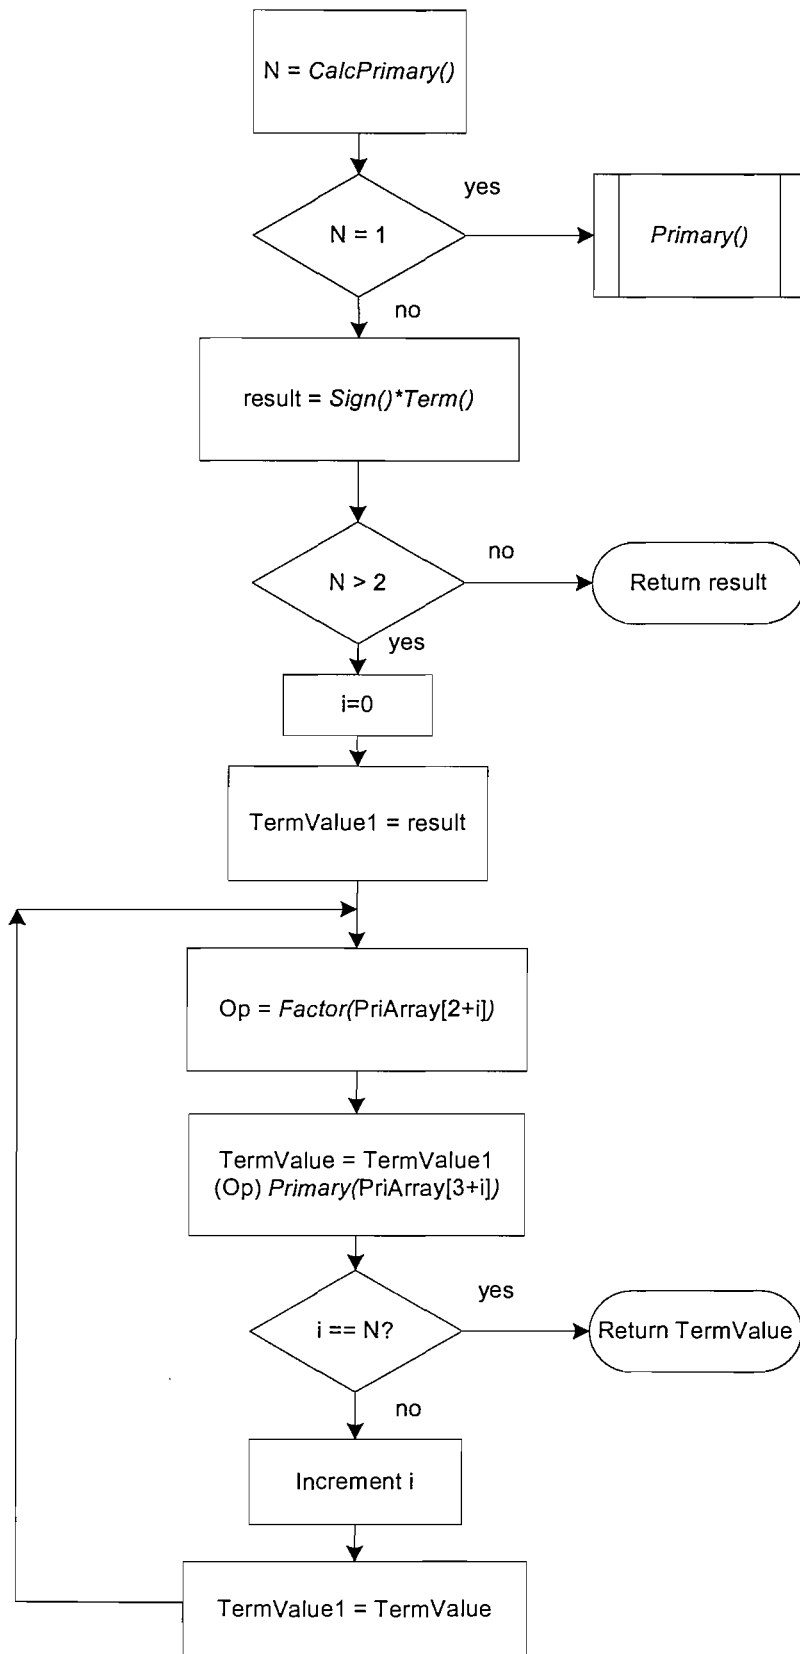 N = CalcPrimary()
yes
N = 1
Primary()
no
result = Sign()*Term()
no
N > 2
Return result
yes
i=0
TermValue1 = result
Op = Factor(PriArray[2+i])
TermValue = TermValue1
(Op) Primary(PriArray[3+i])
yes
i == N?
Return TermValue
no
Increment i
TermValue1 = TermValue